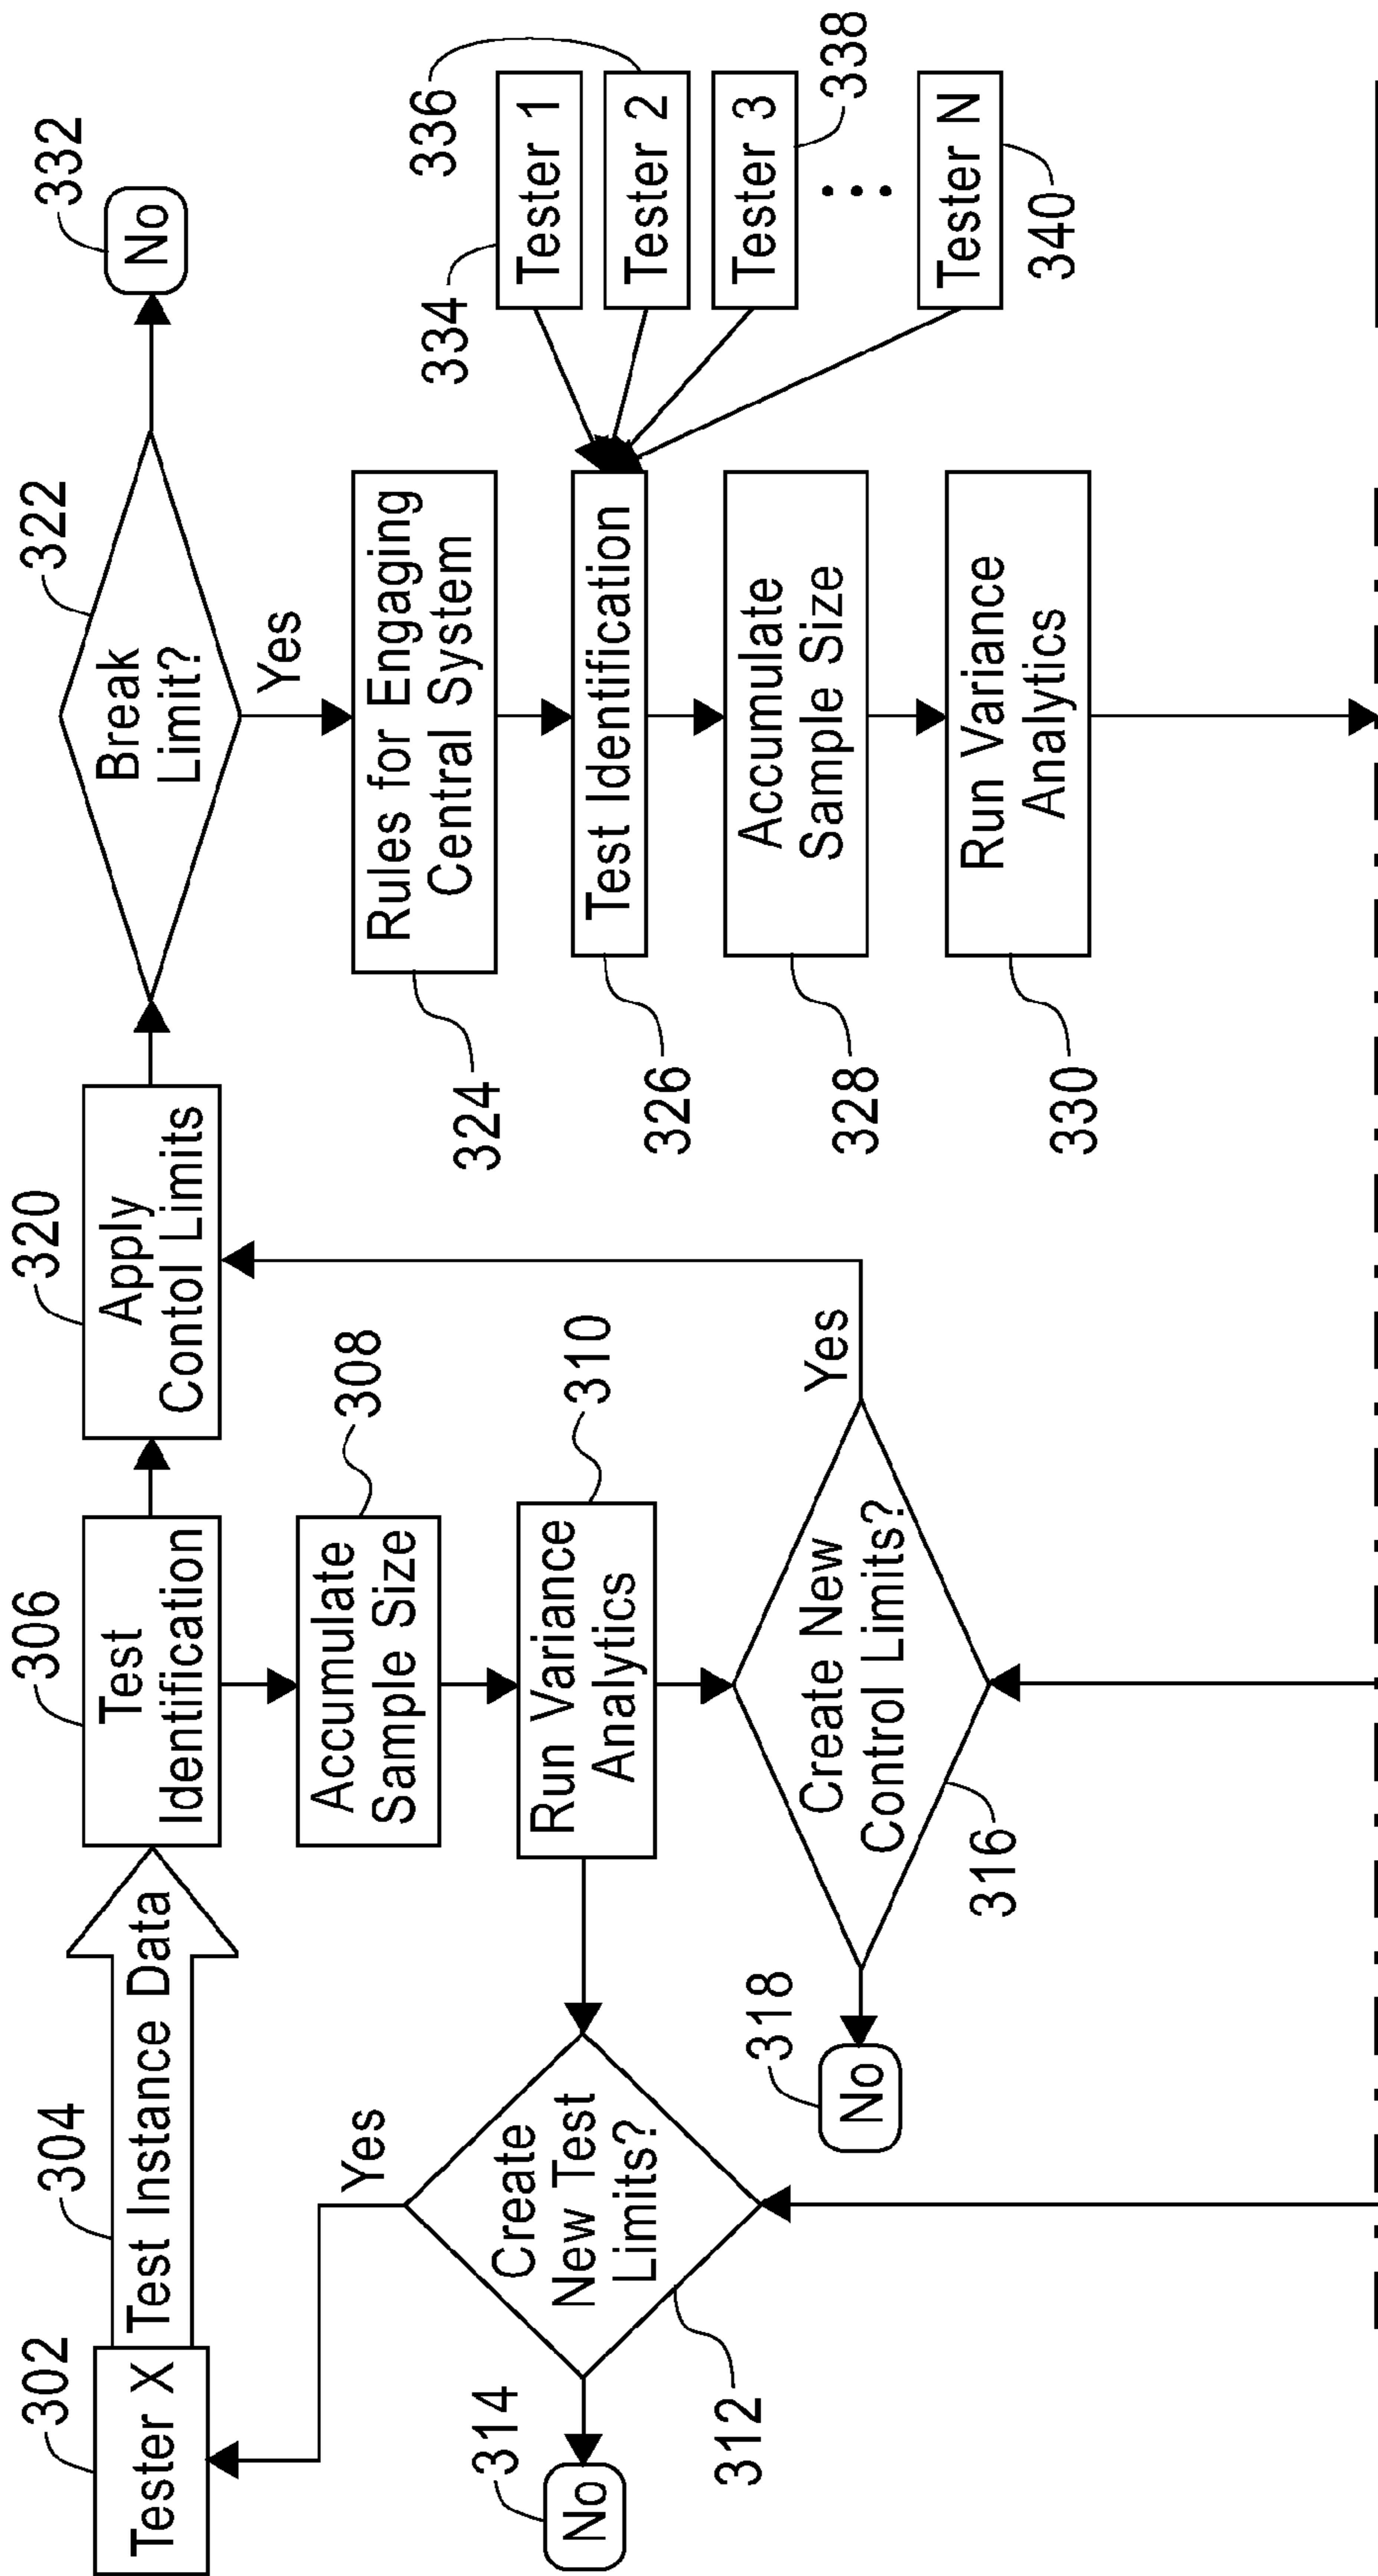 302
Tester X
304
Test Instance Data
306
Test
Identification
320
Apply
Contol Limits
322
Break
Limit?
332
No
Yes
308
Accumulate
Sample Size
310
Run Variance
Analytics
Yes
Create
New Test
Limits?
312
314
No
Create New
Control Limits?
316
318
No
Yes
324
Rules for Engaging
Central System
326
Test Identification
328
Accumulate
Sample Size
330
Run Variance
Analytics
334
Tester 1
336
Tester 2
Tester 3
338
Tester N
340